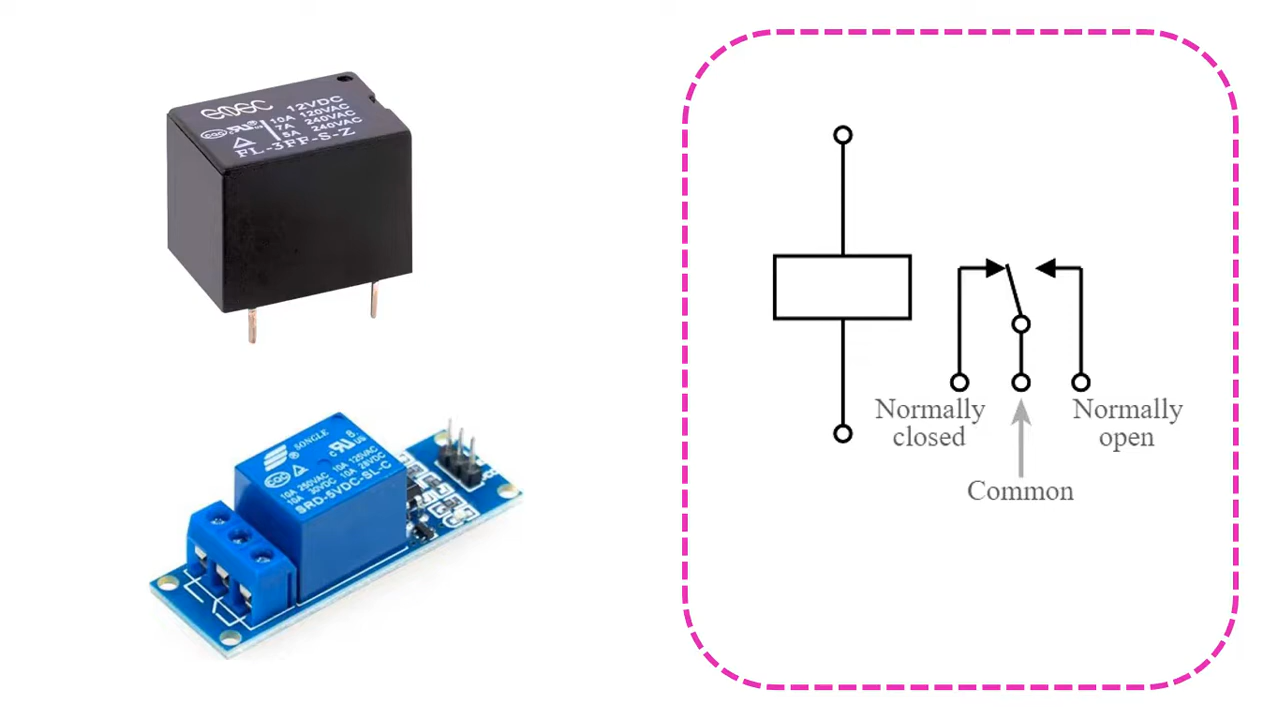 12VDC
10A 120VAC
7A 240VAC
5A 240VAC
FL-3FF-S-Z
SONGLE
10A 250VAC 10A 125VAC
10A 30VDC 10A 28VDC
SRD-5VDC-SL-C
Normally
closed
Common
Normally
open